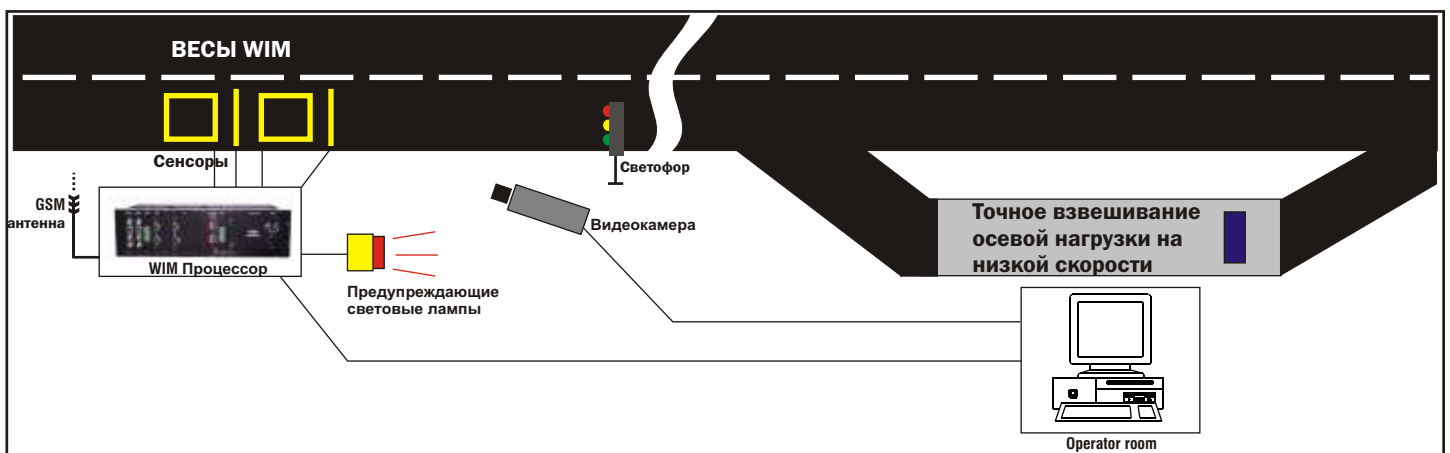 ВЕСЫ WIM
Сенсоры
GSM
антенна
WIM Процессор
Предупреждающие
световые лампы
Светофор
Видеокамера
Точное взвешивание
осевой нагрузки на
низкой скорости
Operator room